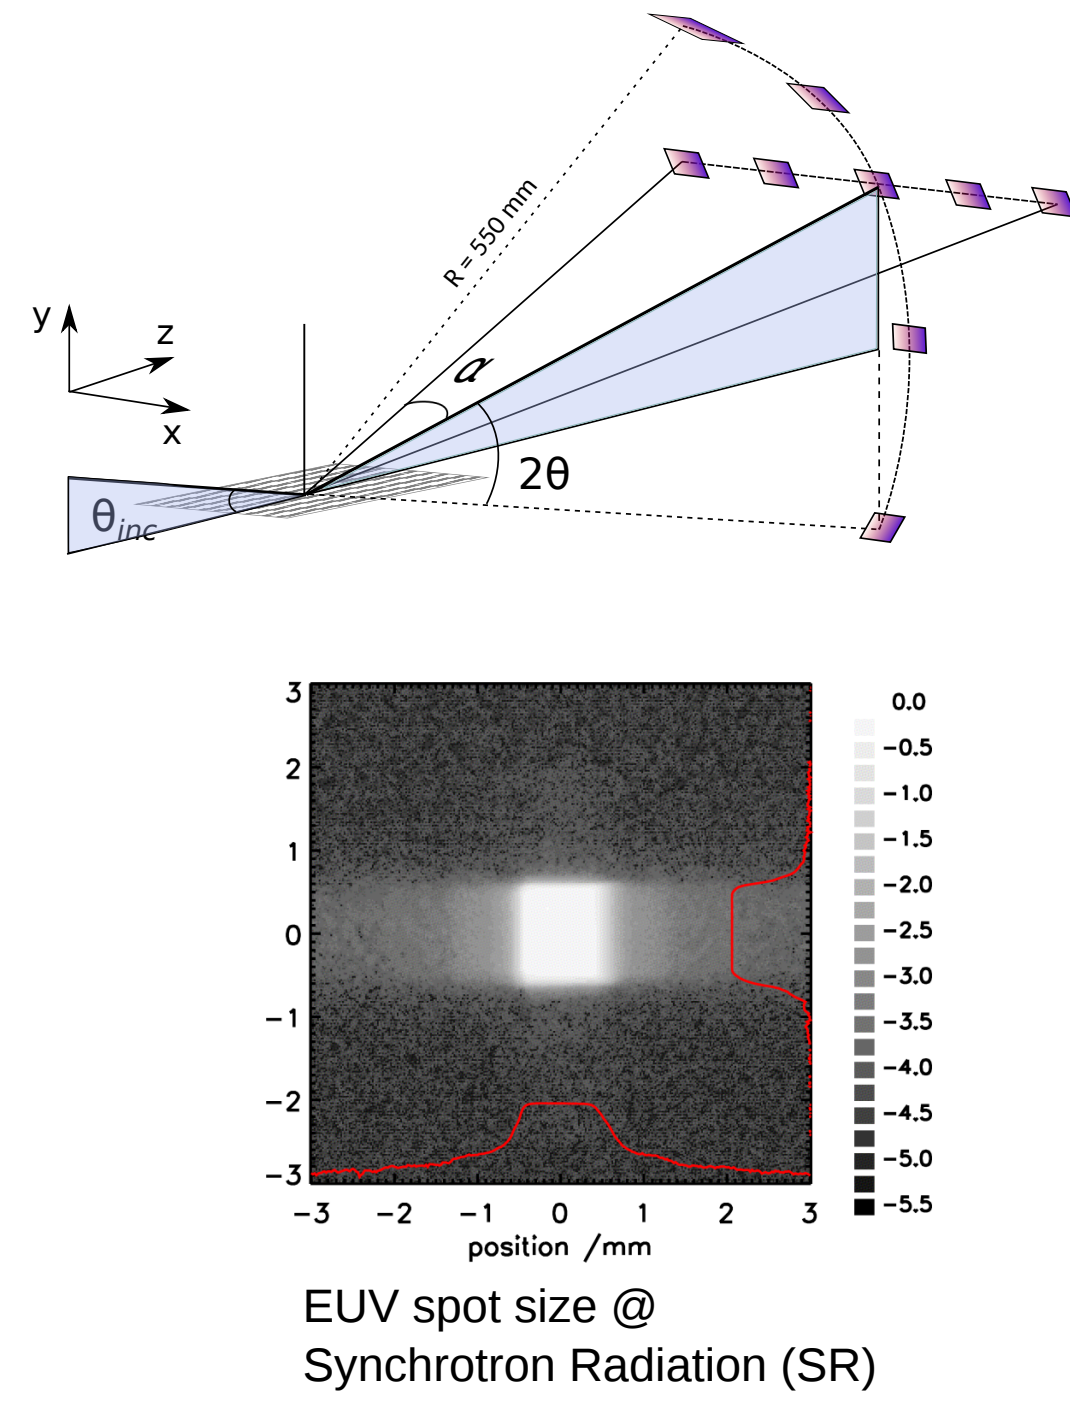 R = 550 mm
y
z
x
α
2θ
θinc
3
2
1
0
−1
−2
−3
−3 −2 −1 0 1 2 3
position /mm
0.0
−0.5
−1.0
−1.5
−2.0
−2.5
−3.0
−3.5
−4.0
−4.5
−5.0
−5.5
EUV spot size @
Synchrotron Radiation (SR)